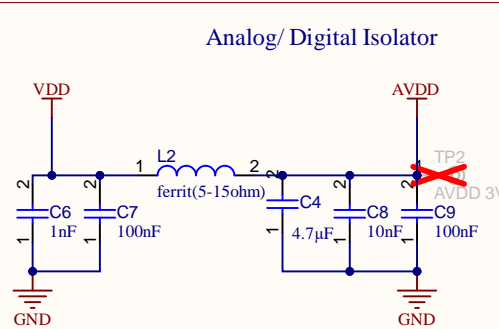 Analog/ Digital Isolator
VDD
AVDD
1
L2
2
ferrit(5-15ohm)
1
TP2
AVDD 3V
2
C6
1nF
1
2
C7
100nF
1
2
C4
4.7µF
1
2
C8
10nF
1
2
C9
100nF
1
GND
GND